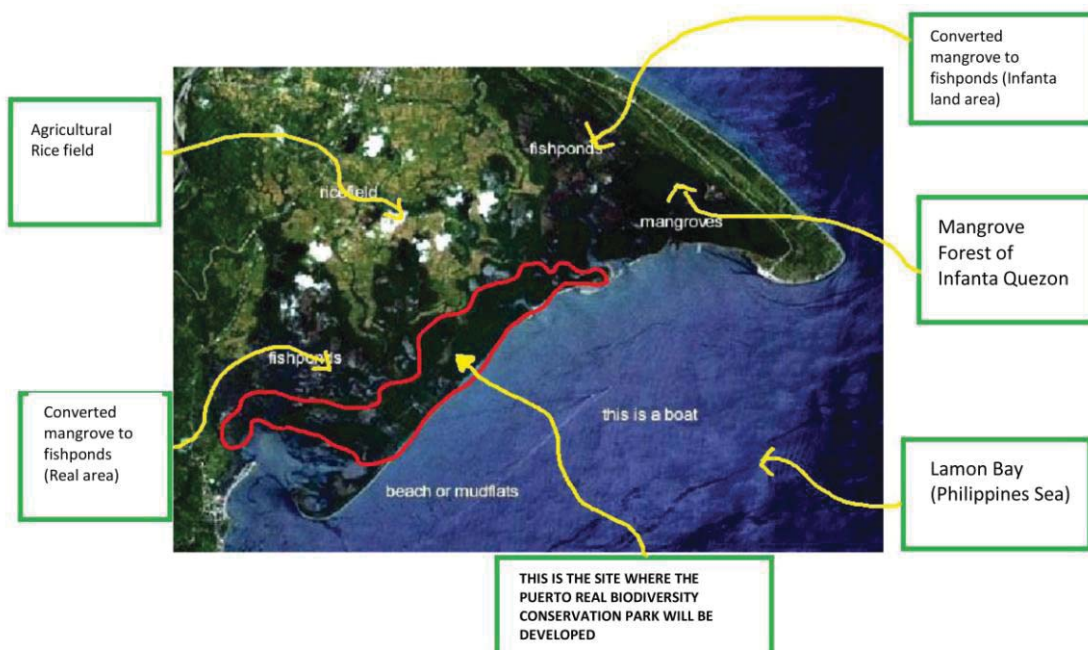 Converted
mangrove to
fishponds (Infinta
land area)
Agricultural
Rice field
fishponds
ricefield
mangroves
Mangrove
Forest of
Infanta Quezon
fishponds
Converted
mangrove to
fishponds
(Real area)
this is a boat
beach or mudflats
Lamon Bay
(Philippines Sea)
THIS IS THE SITE WHERE THE
PUERTO REAL BIODIVERSITY
CONSERVATION PARK WILL BE
DEVELOPED